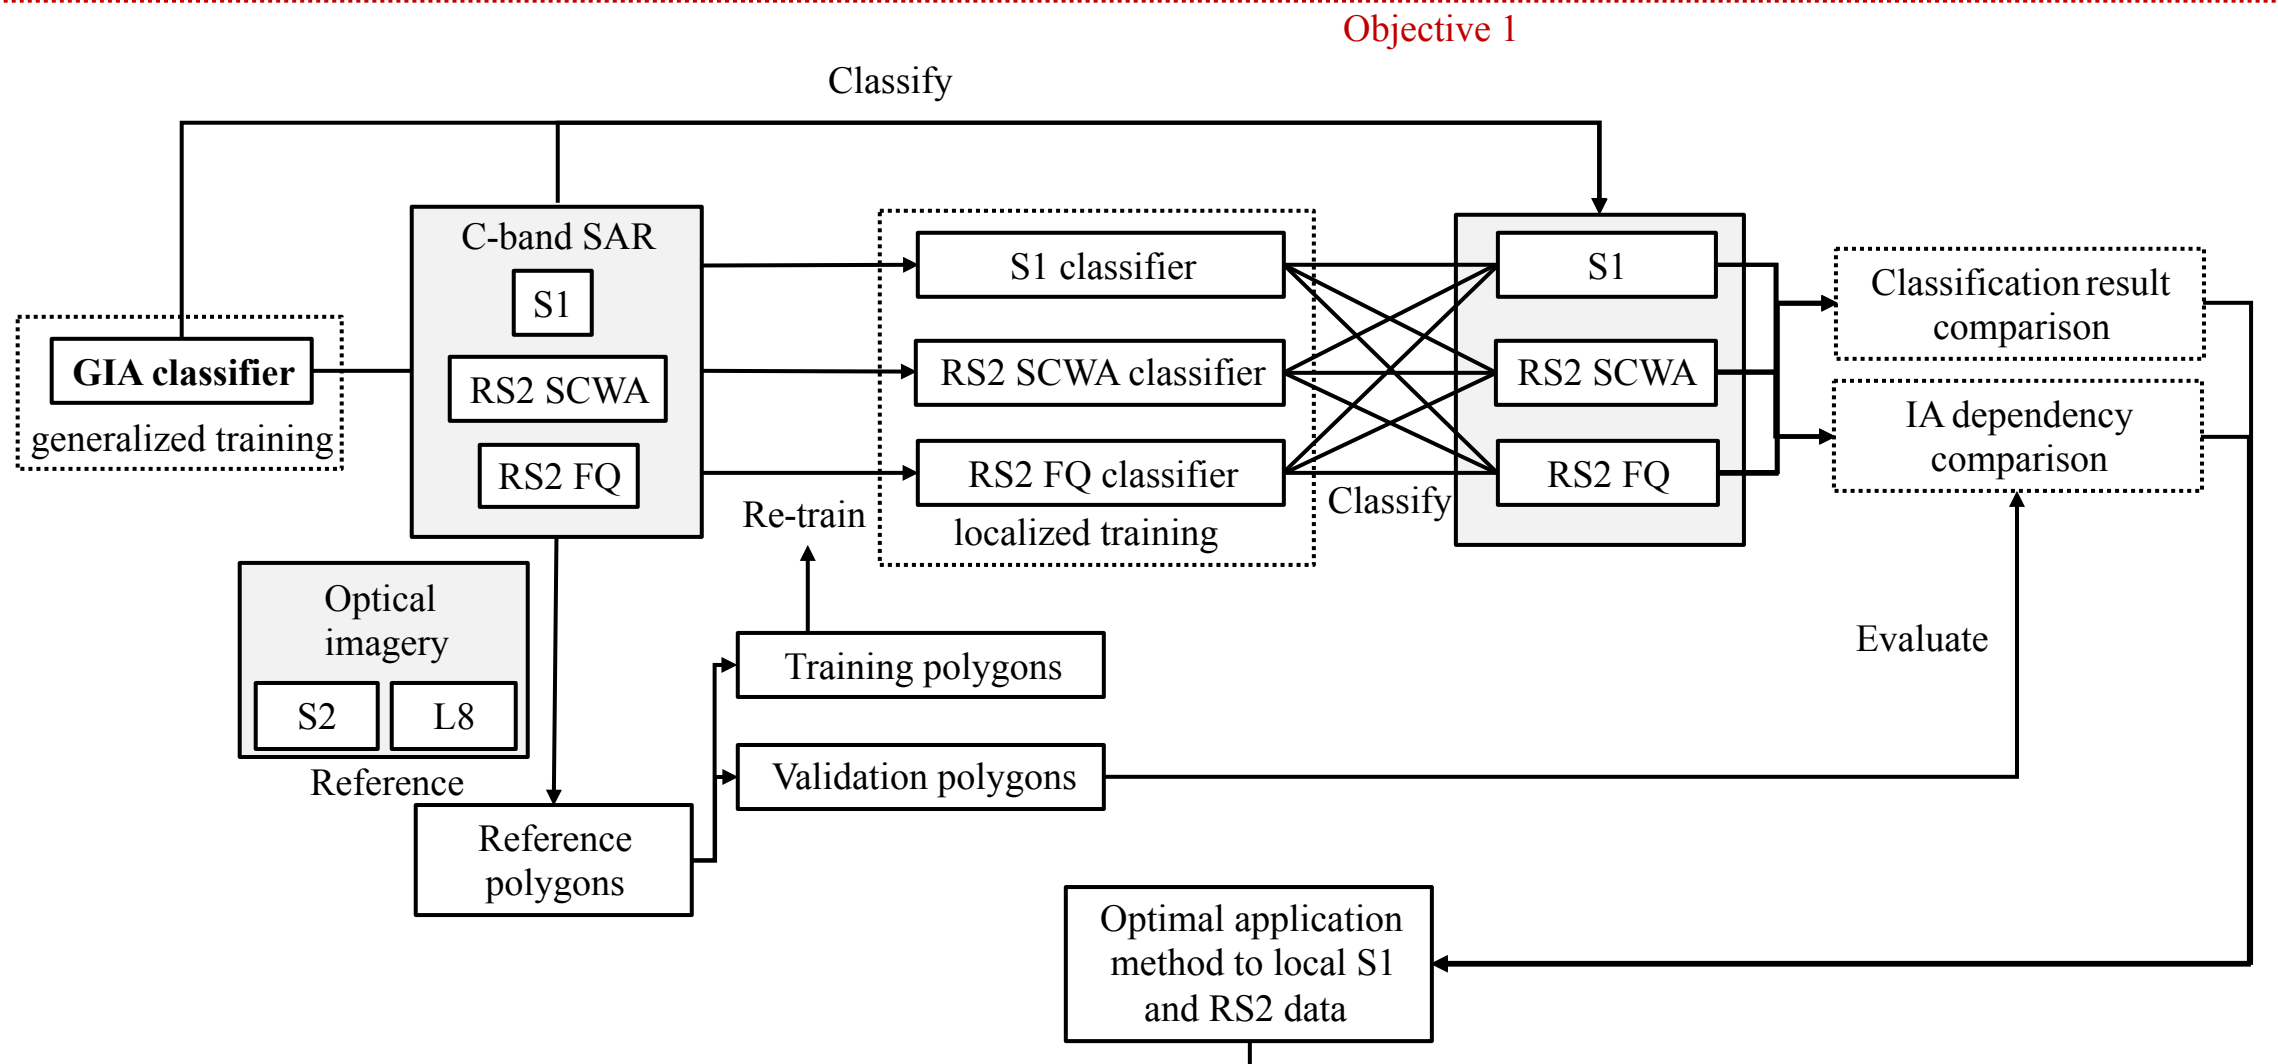 Objective 1
Classify
C-band SAR
S1
RS2 SCWA
RS2 FQ
GIA classifier
generalized training
S1 classifier
RS2 SCWA classifier
RS2 FQ classifier
localized training
Re-train
Classify
S1
RS2 SCWA
RS2 FQ
Classification result
comparison
IA dependency
comparison
Evaluate
Optical
imagery
S2
L8
Reference
Reference
polygons
Training polygons
Validation polygons
Optimal application
method to local S1
and RS2 data